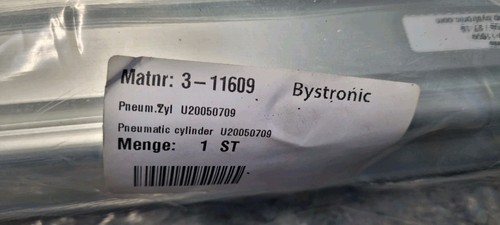 Matnr: 3-11609
Bystronic
Pneum.Zyl U20050709
Pneumatic cylinder U20050709
Menge: 1 ST